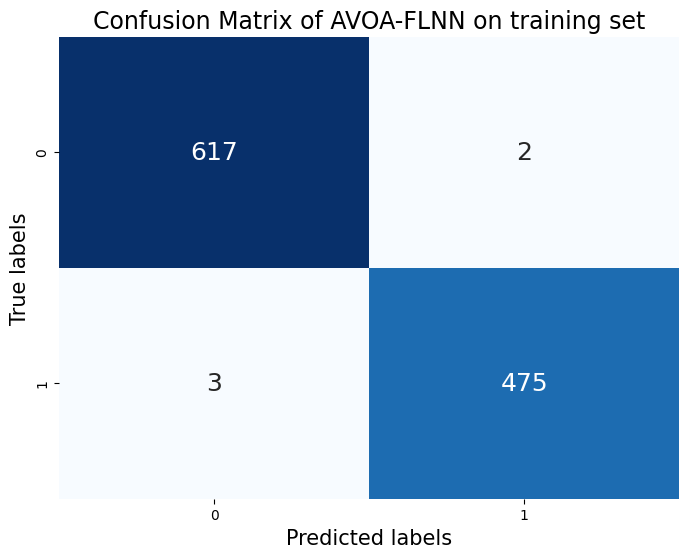 Confusion Matrix of AVOA-FLNN on training set
True labels
0
617
2
1
3
475
0
1
Predicted labels